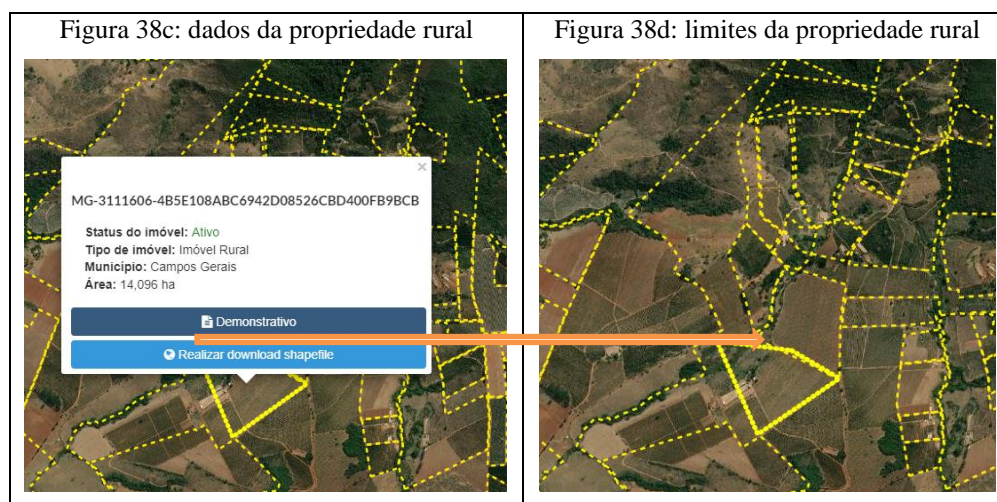 Figura 38c: dados da propriedade rural
Figura 38d: limites da propriedade rural
×
MG-3111606-4B5E108ABC6942D08526CBD400FB9BCB
Status do imóvel: Ativo
Tipo de imóvel: Imóvel Rural
Município: Campos Gerais
Área: 14,096 ha
Demonstrativo
Realizar download shapefile